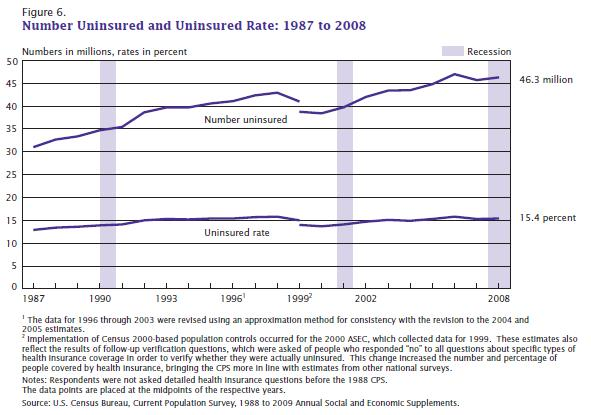 Figure 6.
Number Uninsured and Uninsured Rate: 1987 to 2008
Numbers in millions, rates in percent
Recession
50
45
40
35
30
25
20
15
10
5
0
46.3 million
Number uninsured
15.4 percent
Uninsured rate
1987
1990
1993
1996¹
1999²
2002
2008
¹ The data for 1996 through 2003 were revised using an approximation method for consistency with the revision to the 2004 and
2005 estimates.
² Implementation of Census 2000-based population controls occurred for the 2000 ASEC, which collected data for 1999. These estimates also
reflect the results of follow-up verification questions, which were asked of people who responded "no" to all questions about specific types of
health insurance coverage in order to verify whether they were actually uninsured. This change increased the number and percentage of
people covered by health insurance, bringing the CPS more in line with estimates from other national surveys.
Notes: Respondents were not asked detailed health insurance questions before the 1988 CPS.
The data points are placed at the midpoints of the respective years.
Source: U.S. Census Bureau, Current Population Survey, 1988 to 2009 Annual Social and Economic Supplements.